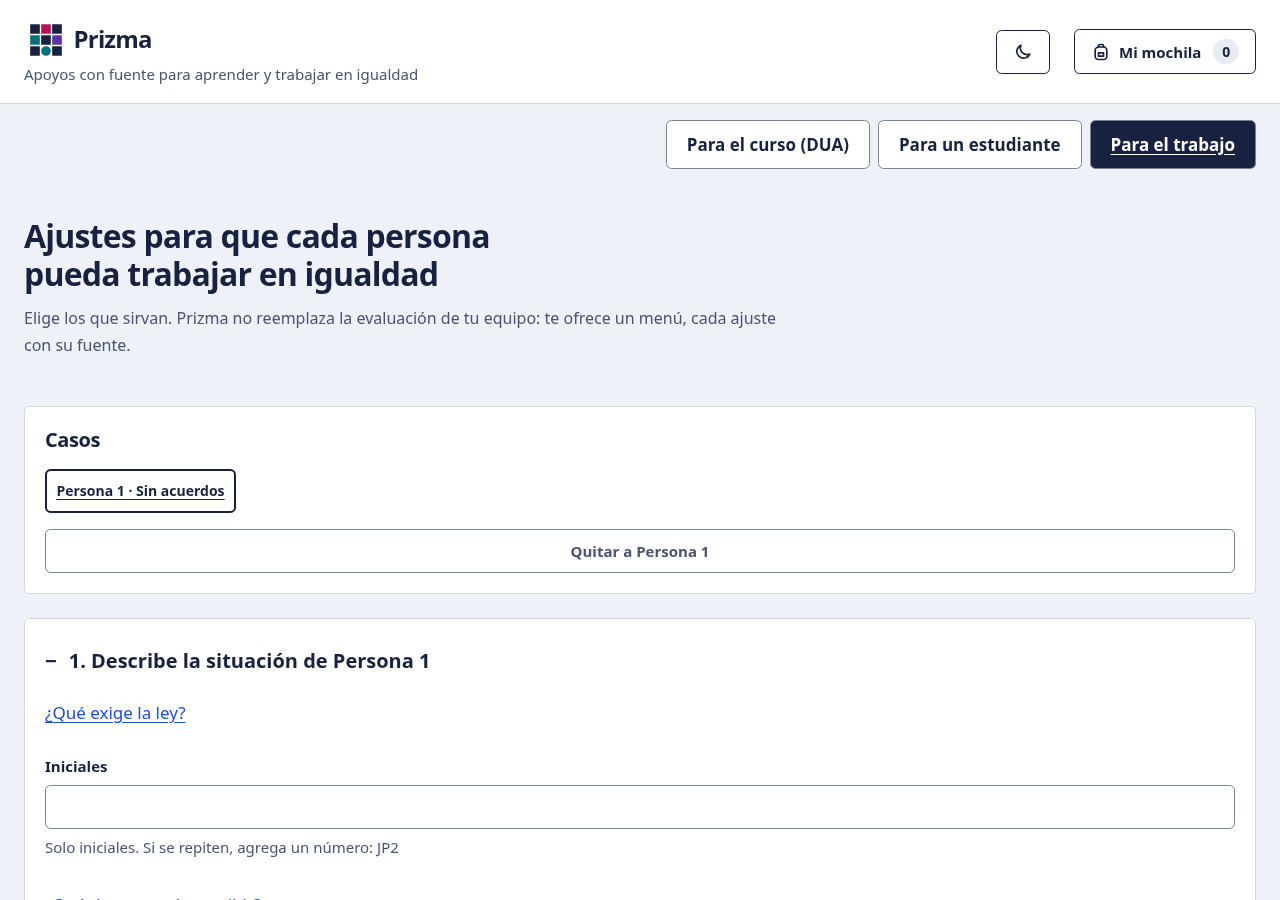 Prizma
Apoyos con fuente para aprender y trabajar en igualdad
Mi mochila 0
Para el curso (DUA)
Para un estudiante
Para el trabajo
Ajustes para que cada persona
pueda trabajar en igualdad
Elige los que sirvan. Prizma no reemplaza la evaluación de tu equipo: te ofrece un menú, cada ajuste
con su fuente.
Casos
Persona 1 · Sin acuerdos
Quitar a Persona 1
− 1. Describe la situación de Persona 1
¿Qué exige la ley?
Iniciales
Solo iniciales. Si se repiten, agrega un número: JP2